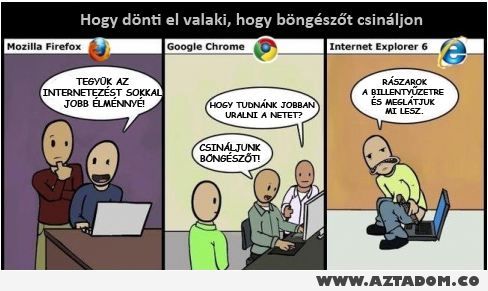 Hogy dönti el valaki, hogy böngészőt csináljon
Mozilla Firefox
TEGYÜK AZ
INTERNETEZÉST SOKKAL
JOBB ÉLMÉNNYÉ!
Google Chrome
HOGY TUDNÁNK JOBBAN
URALNI A NETET?
CSINÁLJUNK
BÖNGÉSZŐT!
Internet Explorer 6
RÁSZAROK
A BILLENTYŰZETRE
ÉS MEGLÁTJUK
MI LESZ.
WWW.AZTADOM.CO